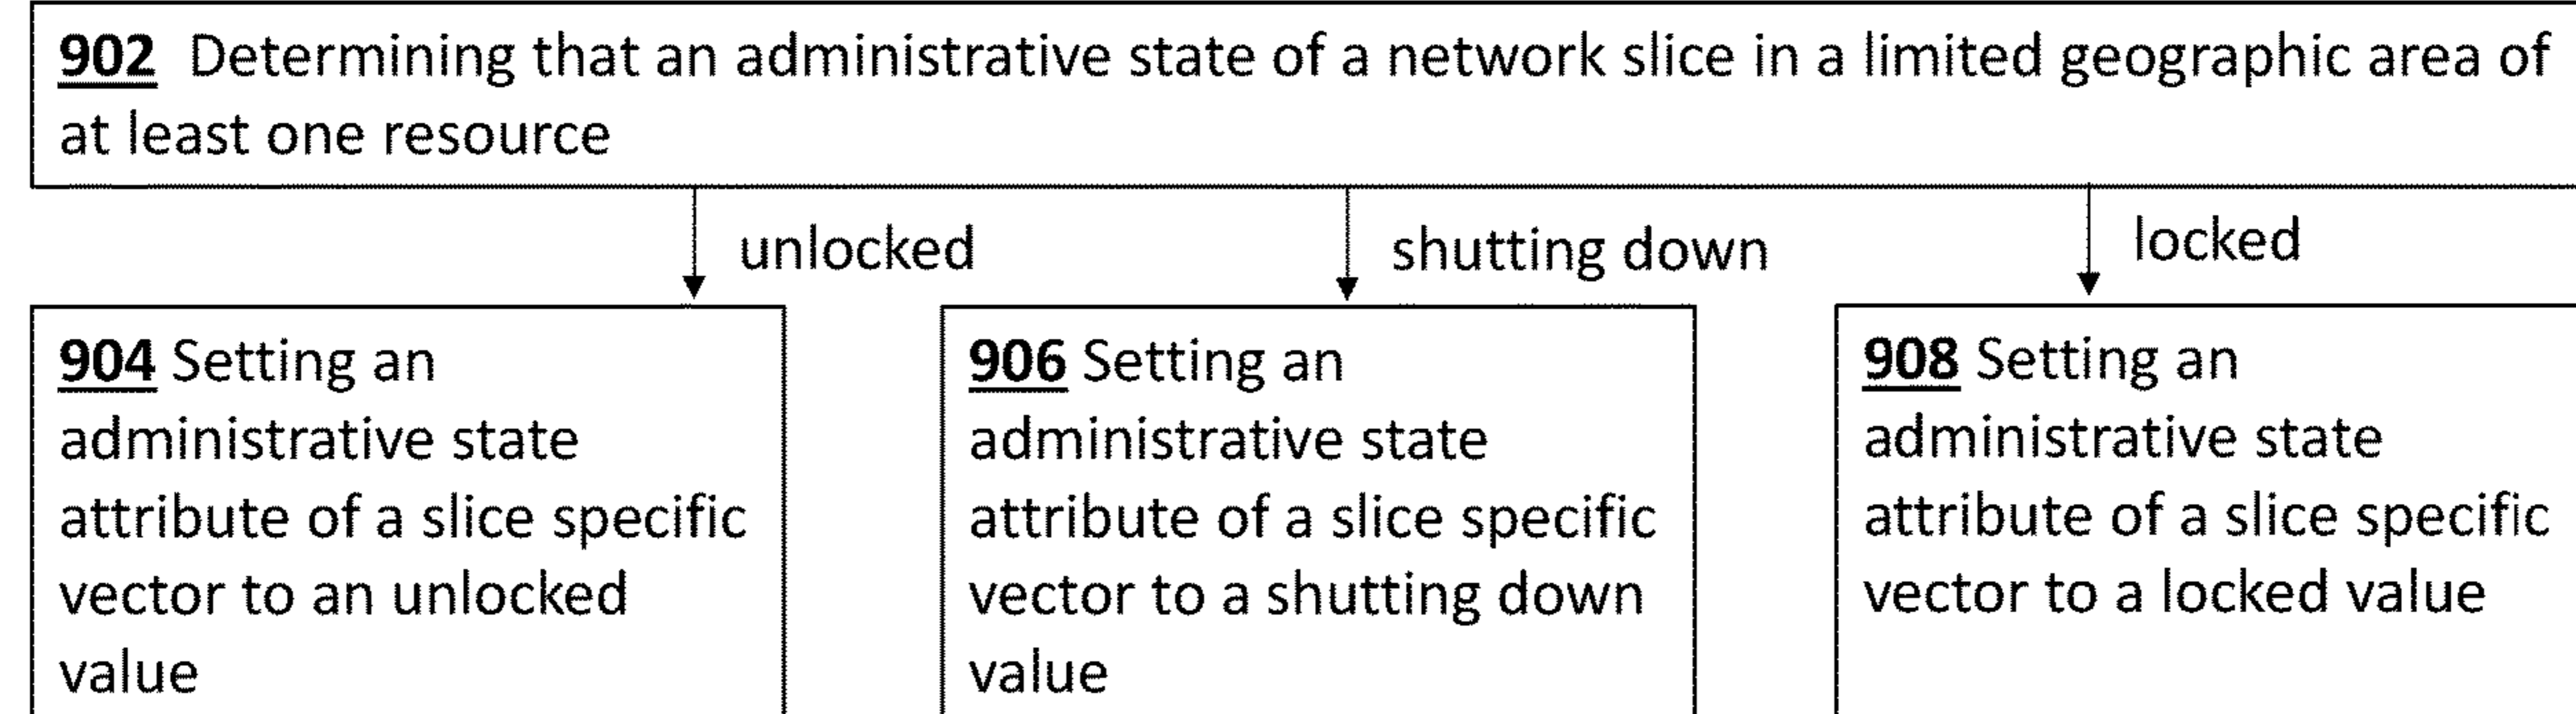 902 Determining that an administrative state of a network slice in a limited geographic area of
at least one resource
unlocked
shutting down
locked
904 Setting an
administrative state
attribute of a slice specific
vector to an unlocked
value
906 Setting an
administrative state
attribute of a slice specific
vector to a shutting down
value
908 Setting an
administrative state
attribute of a slice specific
vector to a locked value